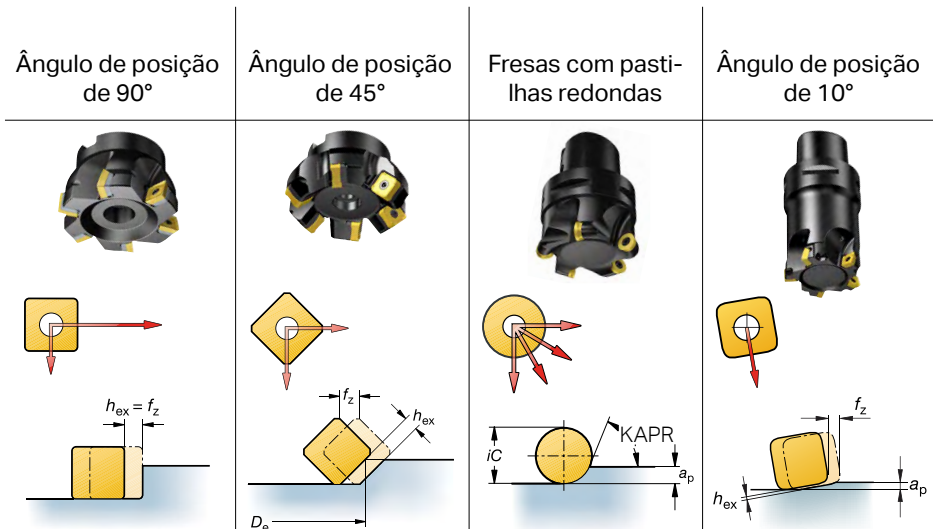 Ângulo de posição
de 90°
Ângulo de posição
de 45°
Fresas com pasti-
lhas redondas
Ângulo de posição
de 10°
hex = fz
fz
hex
De
iC
KAPR
ap
fz
ap
hex